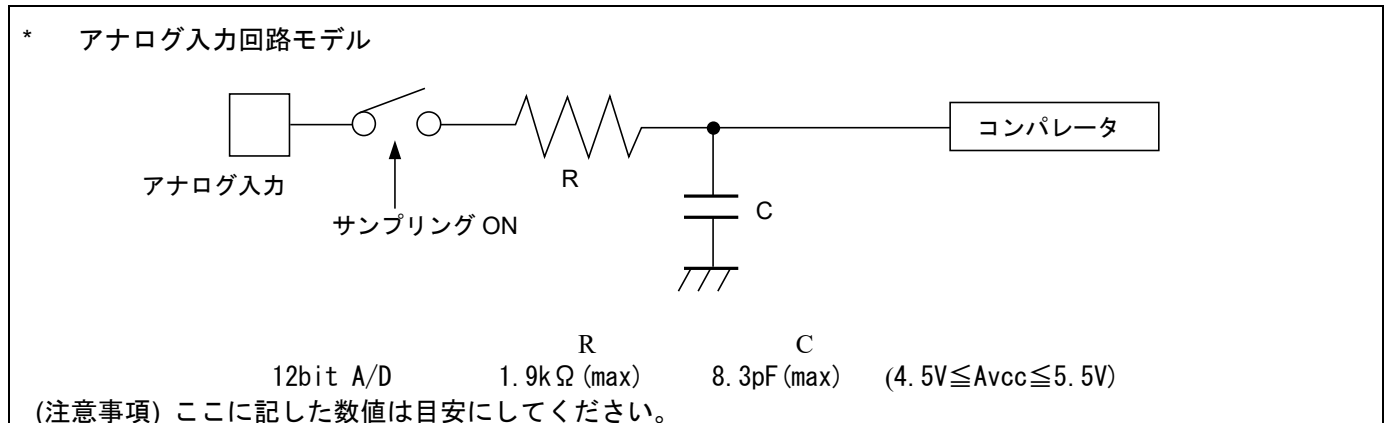 * アナログ入力回路モデル
コンパレータ
アナログ入力
R
サンプリング ON
C
R C
12bit A/D 1.9kΩ(max) 8.3pF(max) (4.5V≦Avcc≦5.5V)
(注意事項) ここに記した数値は目安にしてください。